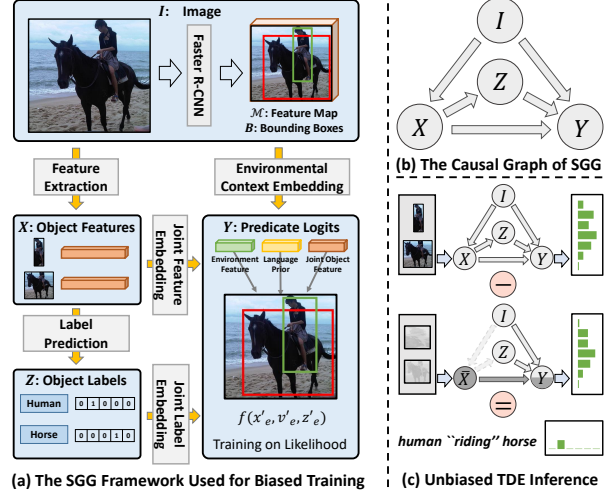 I: Image
Faster R-CNN
M: Feature Map
B: Bounding Boxes
Feature
Extraction
Environmental
Context Embedding
X: Object Features
Joint Feature
Embedding
Y: Predicate Logits
Environment
Feature
Language
Prior
Joint Object
Feature
Label
Prediction
Z: Object Labels
Human
0 1 0 0 0
Horse
0 0 0 1 0
Joint Label
Embedding
f(x'ₑ, v'ₑ, z'ₑ)
Training on Likelihood
(a) The SGG Framework Used for Biased Training
I
Z
X
Y
(b) The Causal Graph of SGG
I
Z
X
Y
−
I
Z
X̄
Y
=
human ``riding'' horse
(c) Unbiased TDE Inference